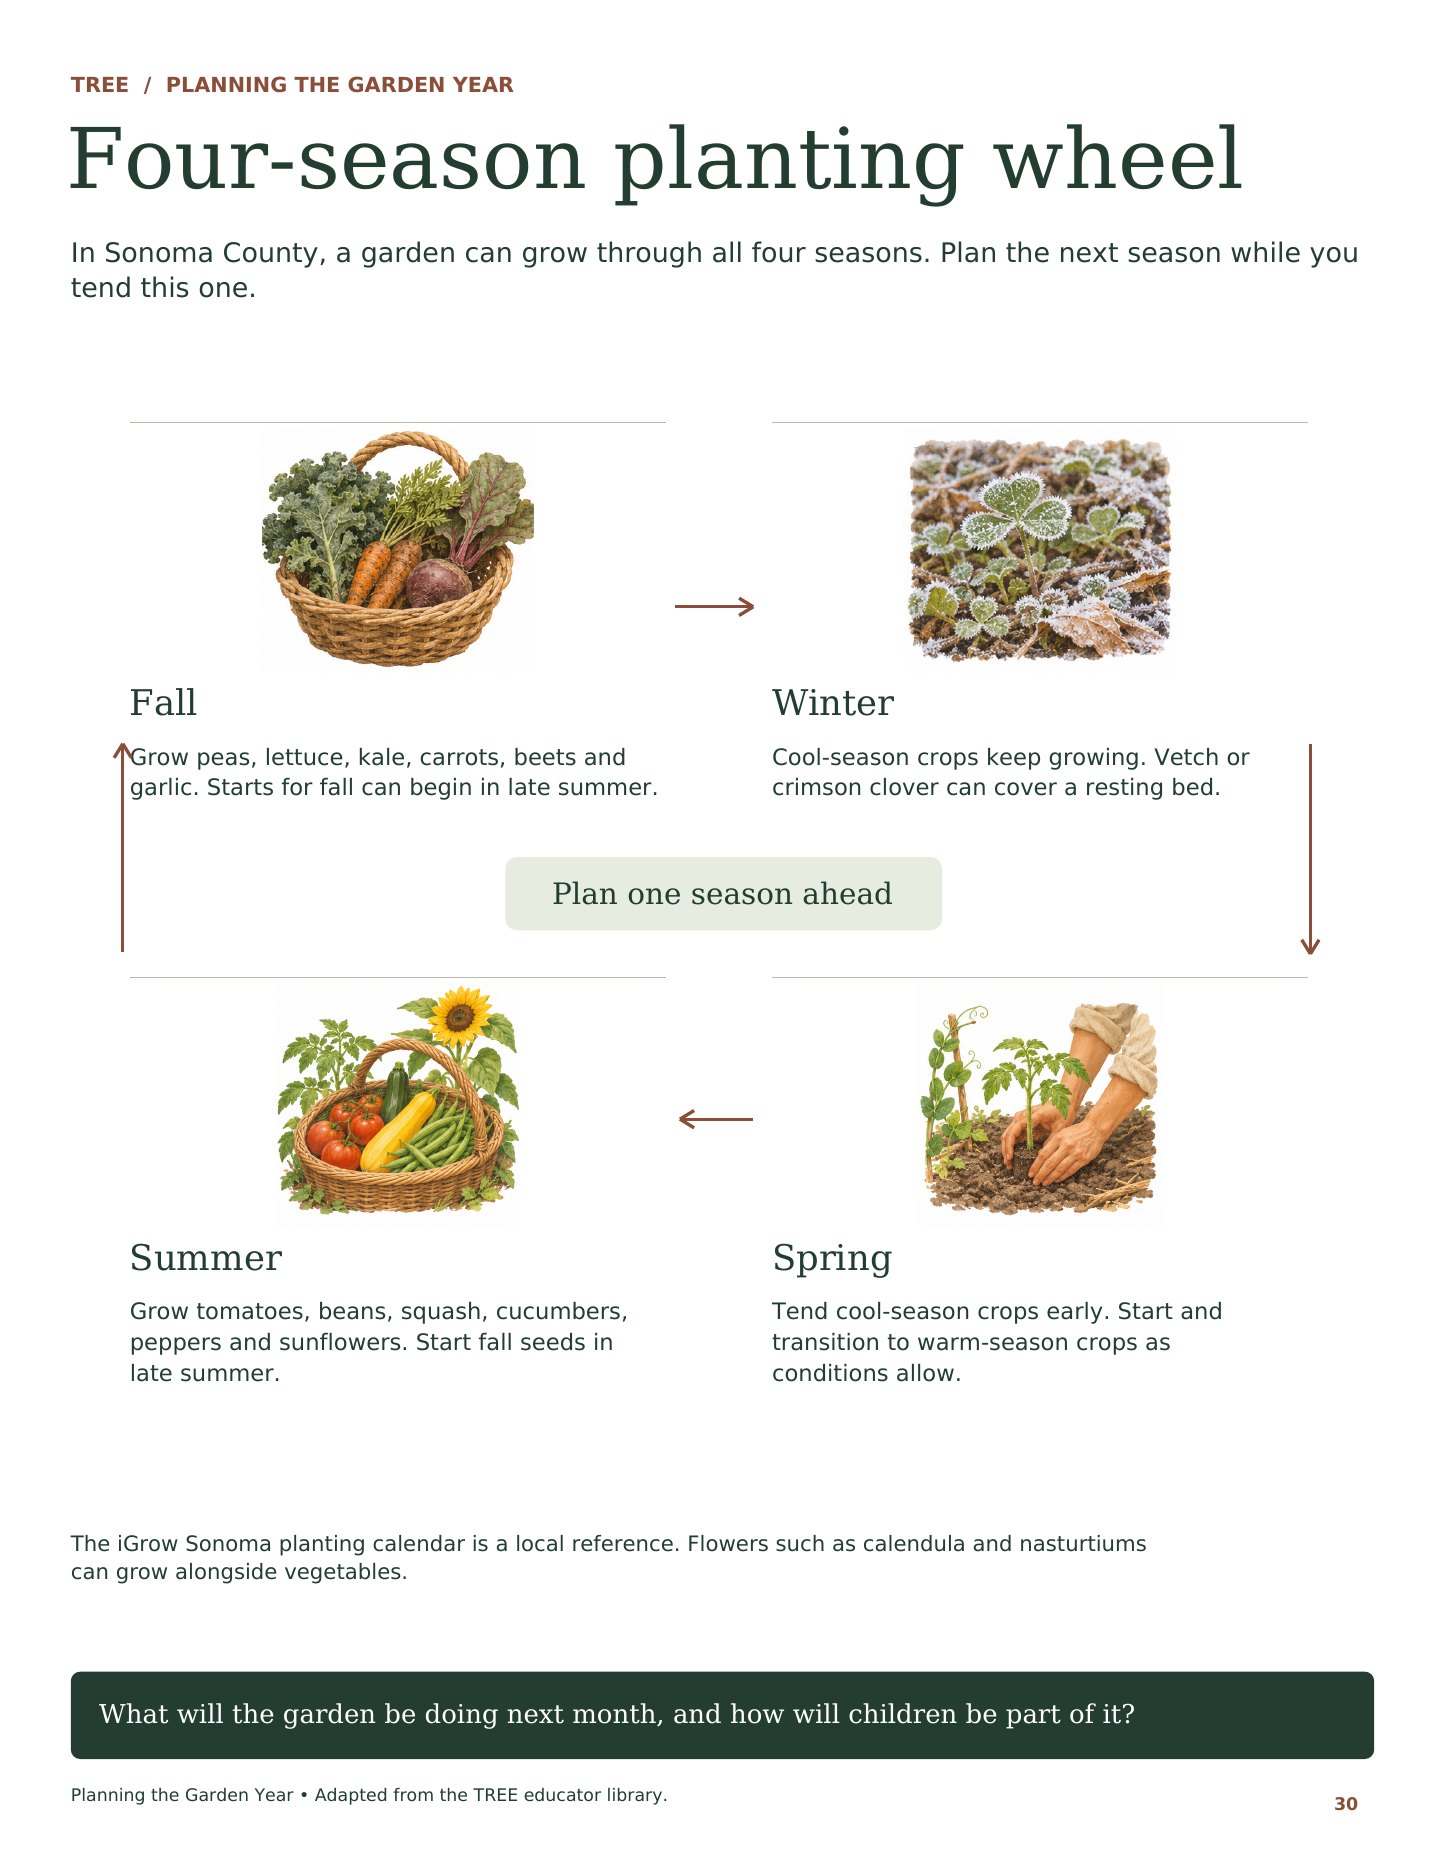 TREE / PLANNING THE GARDEN YEAR
Four-season planting wheel
In Sonoma County, a garden can grow through all four seasons. Plan the next season while you
tend this one.
Fall
Grow peas, lettuce, kale, carrots, beets and
garlic. Starts for fall can begin in late summer.
Winter
Cool-season crops keep growing. Vetch or
crimson clover can cover a resting bed.
Plan one season ahead
Summer
Grow tomatoes, beans, squash, cucumbers,
peppers and sunflowers. Start fall seeds in
late summer.
Spring
Tend cool-season crops early. Start and
transition to warm-season crops as
conditions allow.
The iGrow Sonoma planting calendar is a local reference. Flowers such as calendula and nasturtiums
can grow alongside vegetables.
What will the garden be doing next month, and how will children be part of it?
Planning the Garden Year • Adapted from the TREE educator library.
30